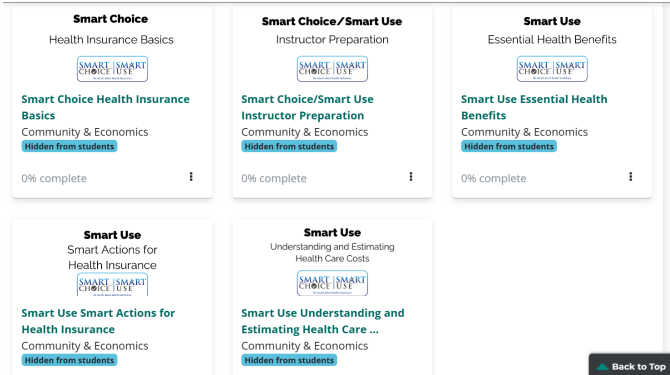 Smart Choice
Health Insurance Basics
SMART SMART
CHOICE USE
Smart Choice Health Insurance
Basics
Community & Economics
Hidden from students
0% complete
Smart Choice/Smart Use
Instructor Preparation
SMART SMART
CHOICE USE
Smart Choice/Smart Use
Instructor Preparation
Community & Economics
Hidden from students
0% complete
Smart Use
Essential Health Benefits
SMART SMART
CHOICE USE
Smart Use Essential Health
Benefits
Community & Economics
Hidden from students
0% complete
Smart Use
Smart Actions for
Health Insurance
SMART SMART
CHOICE USE
Smart Use Smart Actions for
Health Insurance
Community & Economics
Hidden from students
Smart Use
Understanding and Estimating
Health Care Costs
SMART SMART
CHOICE USE
Smart Use Understanding and
Estimating Health Care ...
Community & Economics
Hidden from students
Back to Top